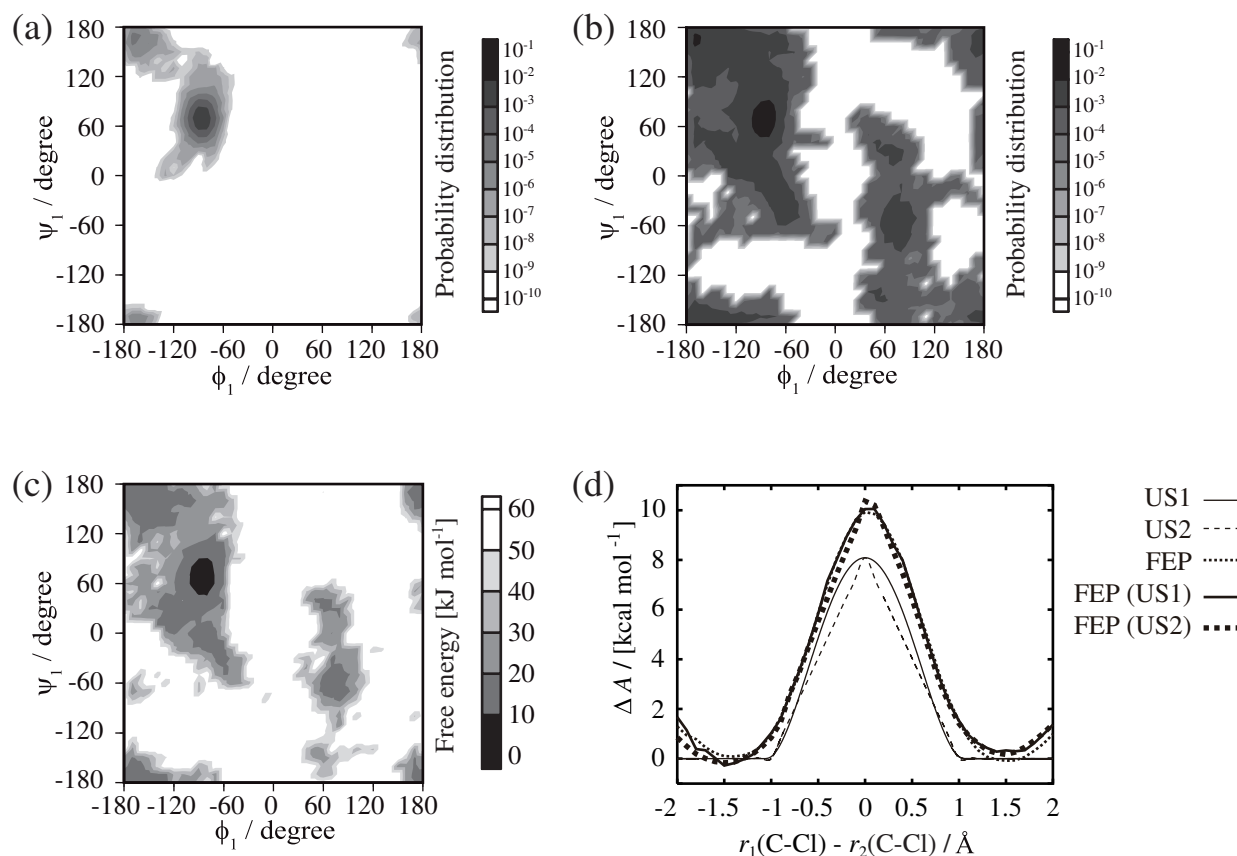 (a)
180
120
60
0
-60
-120
-180
ψ1 / degree
-180 -120 -60 0 60 120 180
ϕ1 / degree
Probability distribution
10-1
10-2
10-3
10-4
10-5
10-6
10-7
10-8
10-9
10-10
(b)
180
120
60
0
-60
-120
-180
ψ1 / degree
-180 -120 -60 0 60 120 180
ϕ1 / degree
Probability distribution
10-1
10-2
10-3
10-4
10-5
10-6
10-7
10-8
10-9
10-10
(c)
180
120
60
0
-60
-120
-180
ψ1 / degree
-180 -120 -60 0 60 120 180
ϕ1 / degree
Free energy [kJ mol-1]
60
50
40
30
20
10
0
(d)
10
8
6
4
2
0
Δ A / [kcal mol -1]
-2 -1.5 -1 -0.5 0 0.5 1 1.5 2
r1(C-Cl) - r2(C-Cl) / Å
US1
US2
FEP
FEP (US1)
FEP (US2)